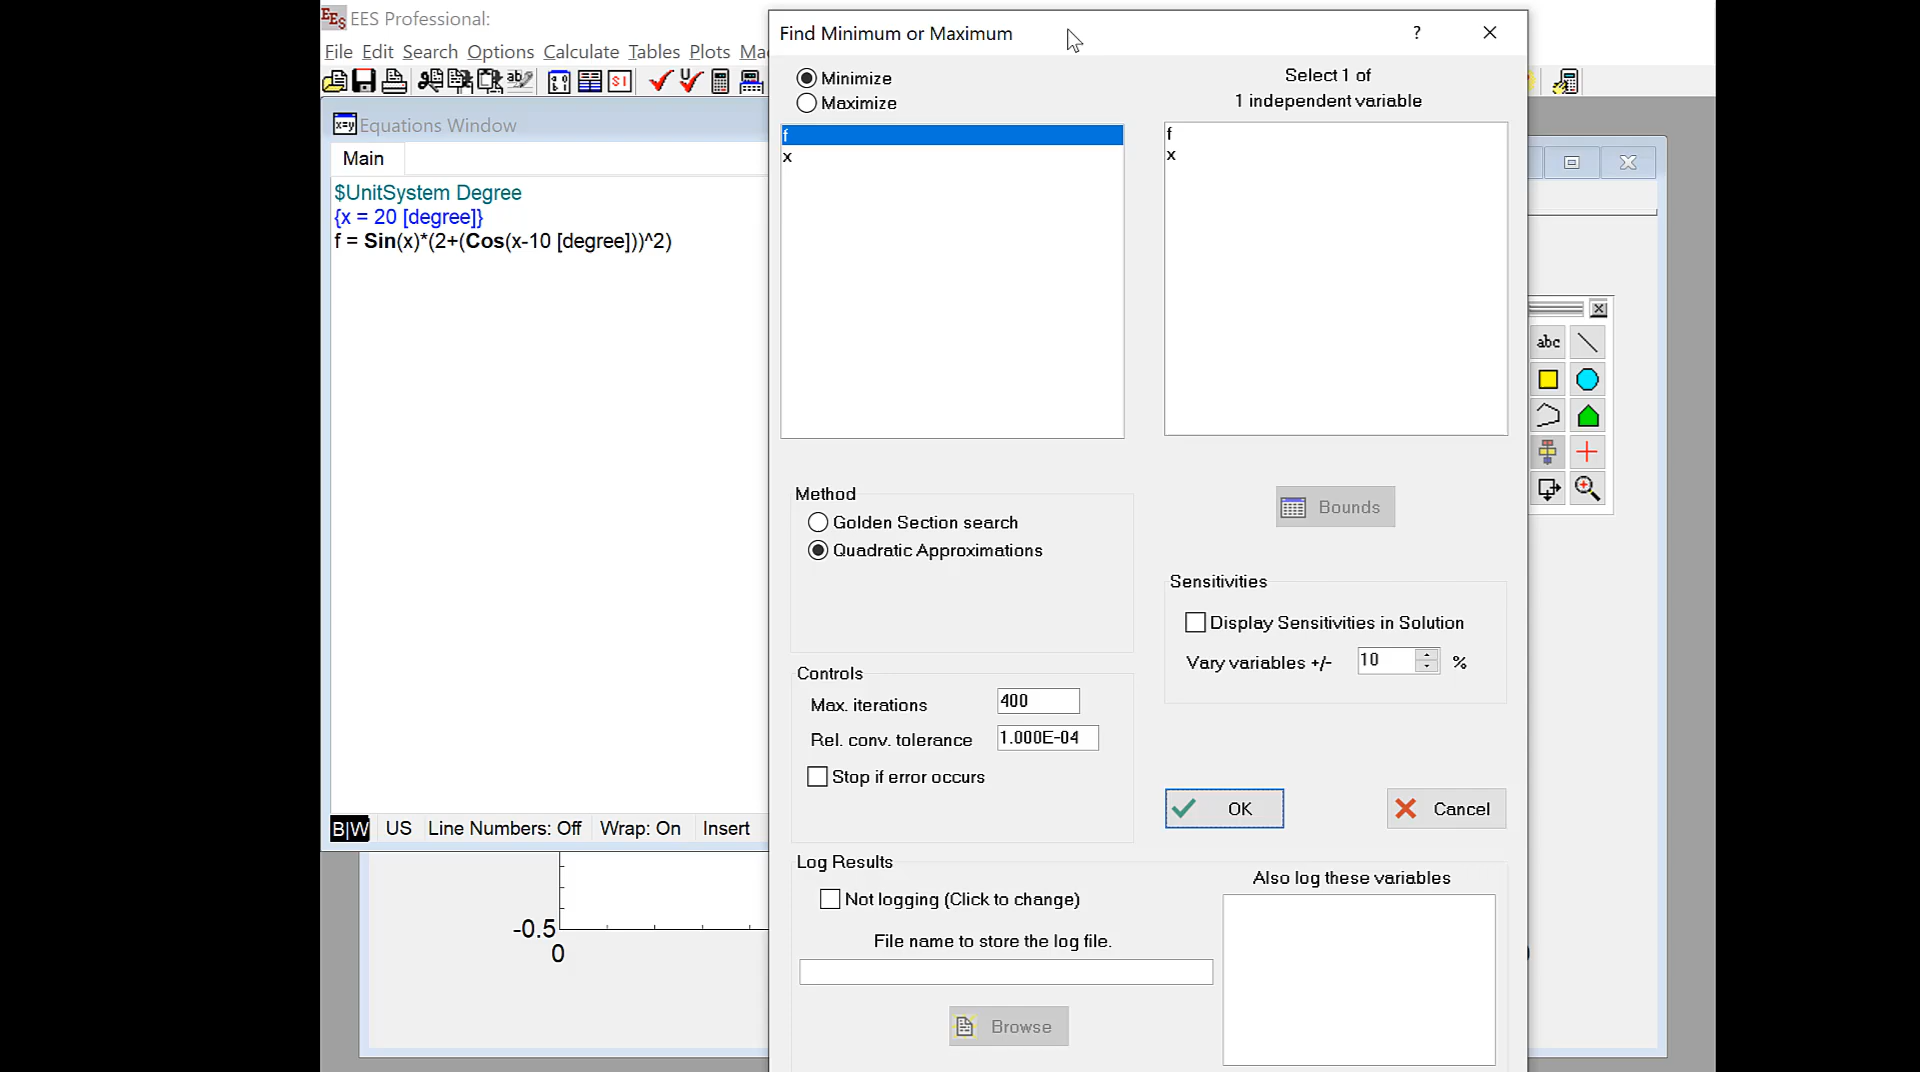 EES Professional:
File Edit Search Options Calculate Tables Plots
Equations Window
Main
$UnitSystem Degree
{x = 20 [degree]}
f = Sin(x)*(2+(Cos(x-10 [degree]))^2)
B|W US Line Numbers: Off Wrap: On Insert
-0.5
0
Find Minimum or Maximum
?
Minimize
Maximize
f
x
Select 1 of
1 independent variable
f
x
Method
Golden Section search
Quadratic Approximations
Bounds
Sensitivities
Display Sensitivities in Solution
Vary variables +/- 10 %
Controls
Max. iterations 400
Rel. conv. tolerance 1.000E-04
Stop if error occurs
OK
Cancel
Log Results
Not logging (Click to change)
File name to store the log file.
Browse
Also log these variables
abc